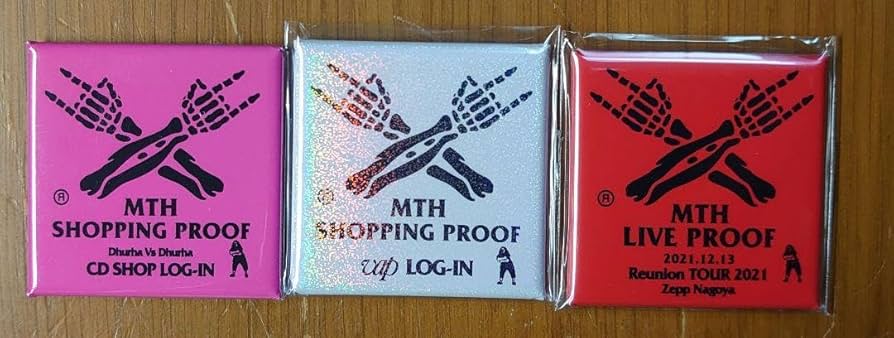 ®
MTH
SHOPPING PROOF
Dhurha Vs Dhurha
CD SHOP LOG-IN
®
MTH
SHOPPING PROOF
vap LOG-IN
®
MTH
LIVE PROOF
2021.12.13
Reunion TOUR 2021
Zepp Nagoya